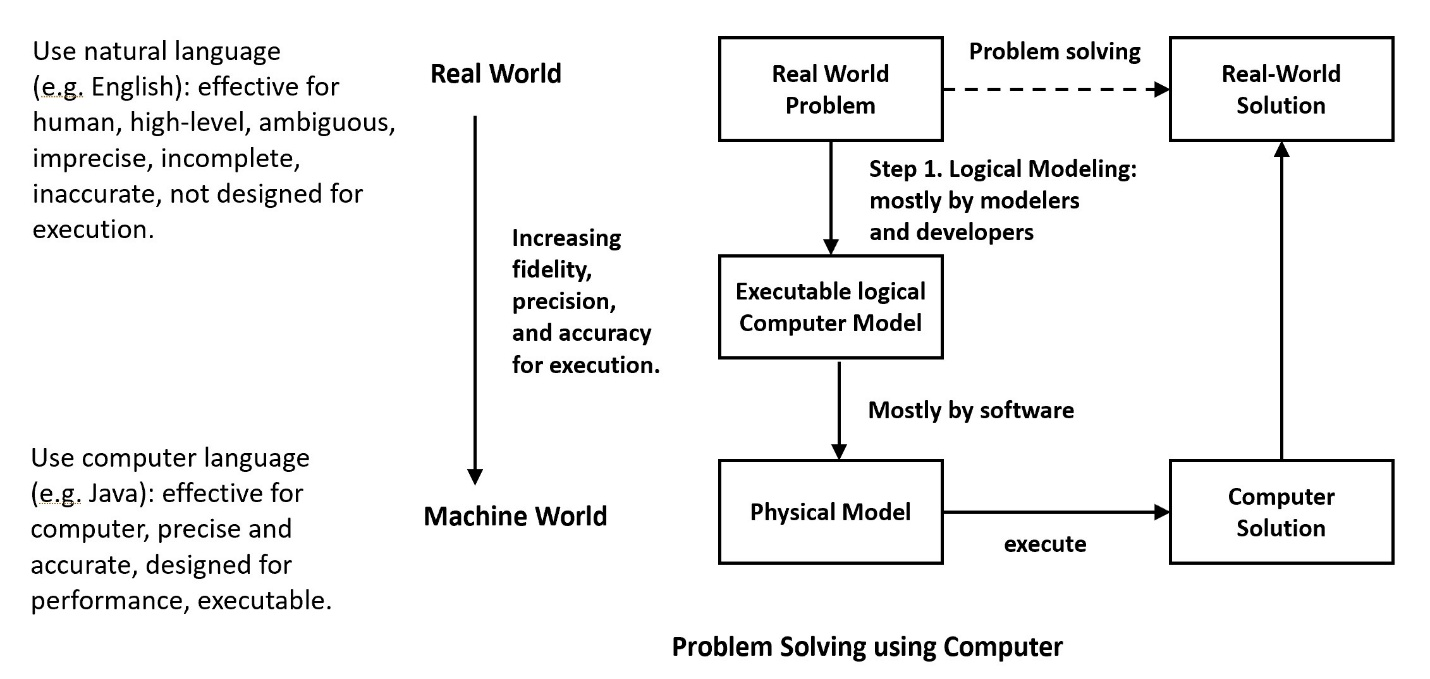 Use natural language
(e.g. English): effective for
human, high-level, ambiguous,
imprecise, incomplete,
inaccurate, not designed for
execution.
Real World
Increasing
fidelity,
precision,
and accuracy
for execution.
Use computer language
(e.g. Java): effective for
computer, precise and
accurate, designed for
performance, executable.
Machine World
Real World
Problem
Problem solving
Real-World
Solution
Step 1. Logical Modeling:
mostly by modelers
and developers
Executable logical
Computer Model
Mostly by software
Physical Model
execute
Computer
Solution
Problem Solving using Computer